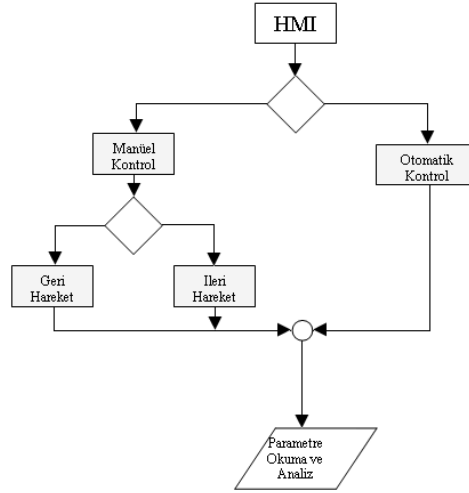 HMI
Manüel
Kontrol
Otomatik
Kontrol
Geri
Hareket
Ileri
Hareket
Parametre
Okuma ve
Analiz